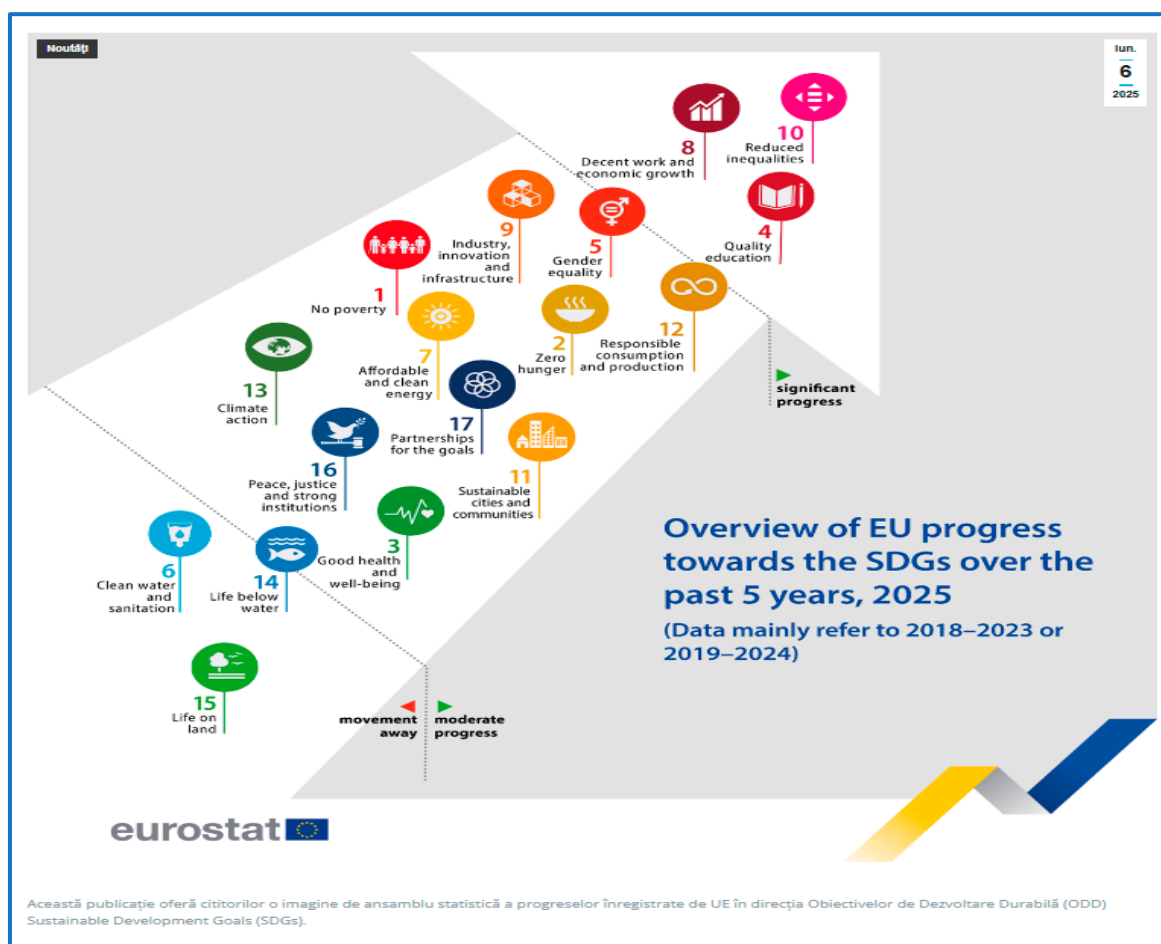 Noutăți
lun.
6
2025
8
Decent work and
economic growth
10
Reduced
inequalities
9
Industry,
innovation
and
infrastructure
5
Gender
equality
4
Quality
education
1
No poverty
7
Affordable
and clean
energy
2
Zero
hunger
12
Responsible
consumption
and production
13
Climate
action
17
Partnerships
for the goals
significant
progress
16
Peace, justice
and strong
institutions
11
Sustainable
cities and
communities
6
Clean water
and
sanitation
14
Life below
water
3
Good health
and
well-being
Overview of EU progress
towards the SDGs over the
past 5 years, 2025
(Data mainly refer to 2018–2023 or
2019–2024)
15
Life on
land
movement
away
moderate
progress
eurostat
Această publicație oferă cititorilor o imagine de ansamblu statistică a progreselor înregistrate de UE în direcția Obiectivelor de Dezvoltare Durabilă (ODD)
Sustainable Development Goals (SDGs).